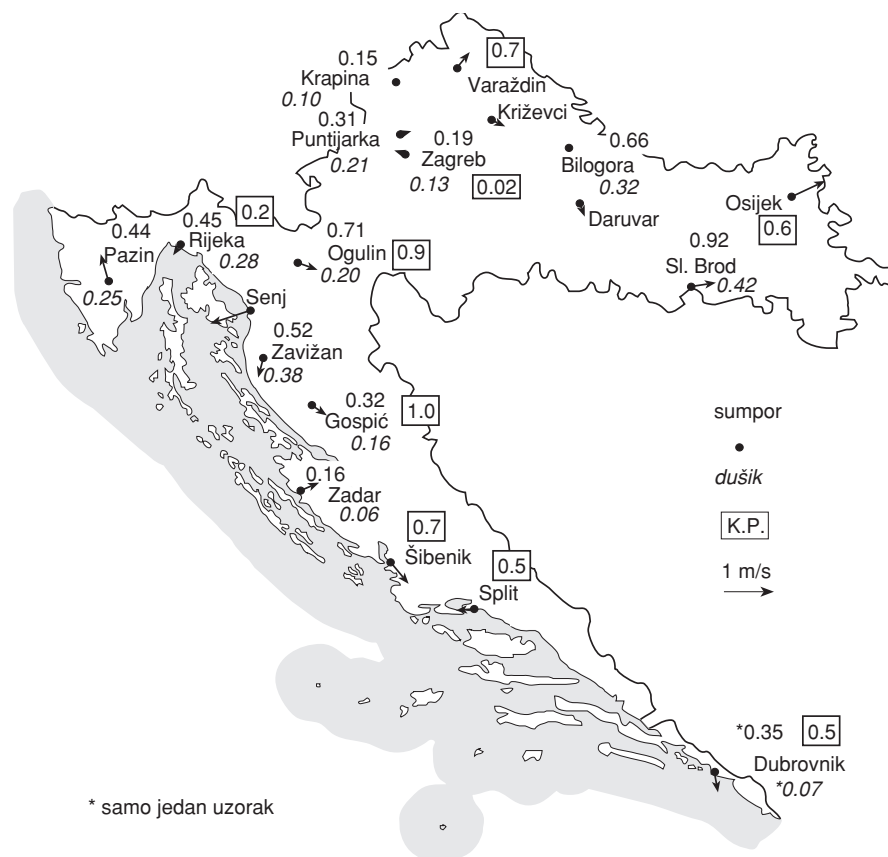 0.15
Krapina
0.10
0.7
Varaždin
Križevci
0.31
Puntijarka
0.21
0.19
Zagreb
0.13
0.02
0.66
Bilogora
0.32
Daruvar
Osijek
0.6
0.92
Sl. Brod
0.42
0.44
Pazin
0.25
0.45
Rijeka
0.28
0.2
0.71
Ogulin
0.20
0.9
Senj
0.52
Zavižan
0.38
0.32
Gospić
0.16
1.0
0.16
Zadar
0.06
0.7
Šibenik
0.5
Split
*0.35
0.5
Dubrovnik
*0.07
sumpor
dušik
K.P.
1 m/s
* samo jedan uzorak